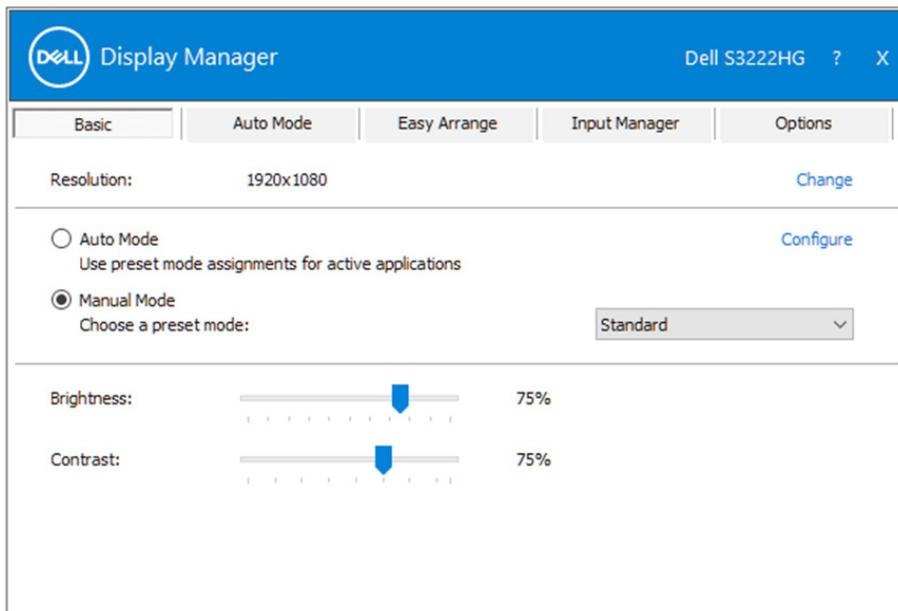 DELL Display Manager Dell S3222HG ? X
Basic Auto Mode Easy Arrange Input Manager Options
Resolution: 1920x1080 Change
Auto Mode Configure
Use preset mode assignments for active applications
Manual Mode
Choose a preset mode: Standard
Brightness: 75%
Contrast: 75%